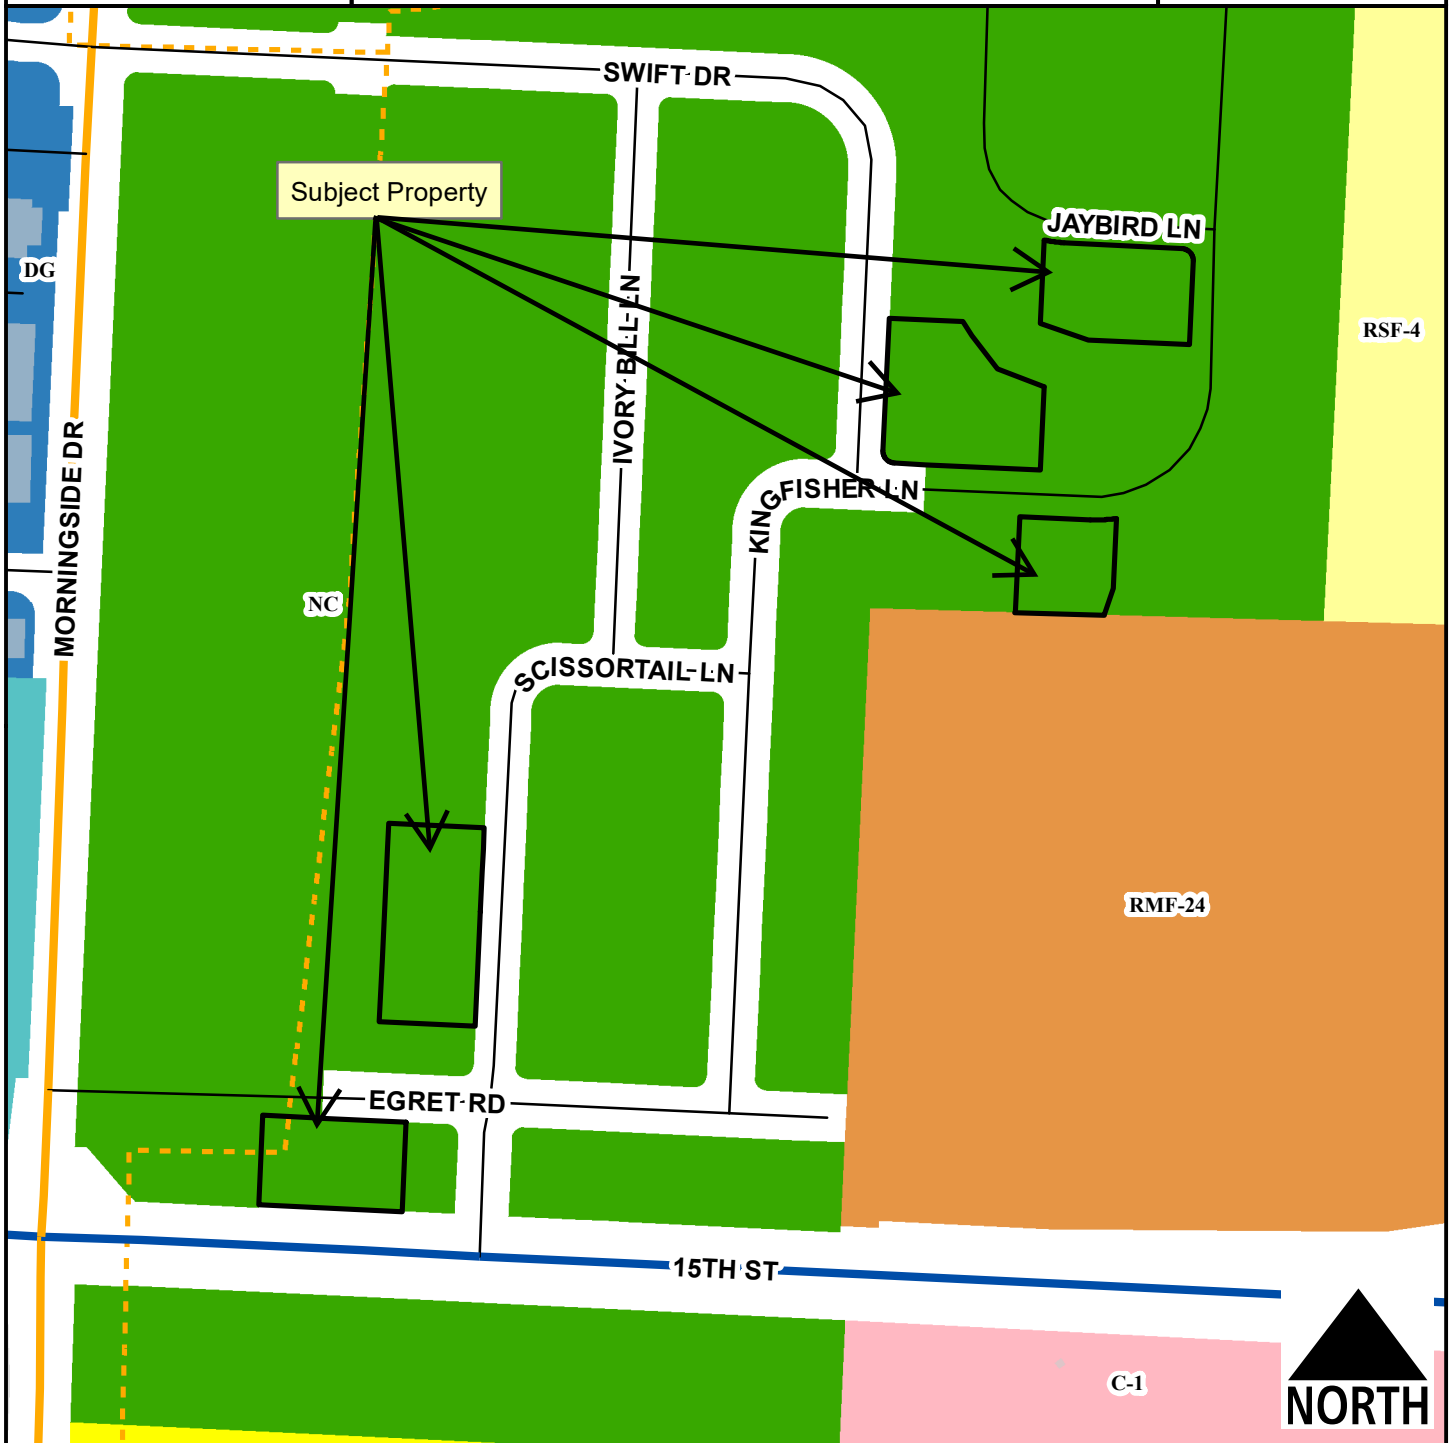 SWIFT DR
Subject Property
JAYBIRD LN
DG
RSF-4
IVORY BILL LN
MORNINGSIDE DR
KINGFISHER LN
NC
SCISSORTAIL LN
RMF-24
EGRET RD
15TH ST
C-1
NORTH